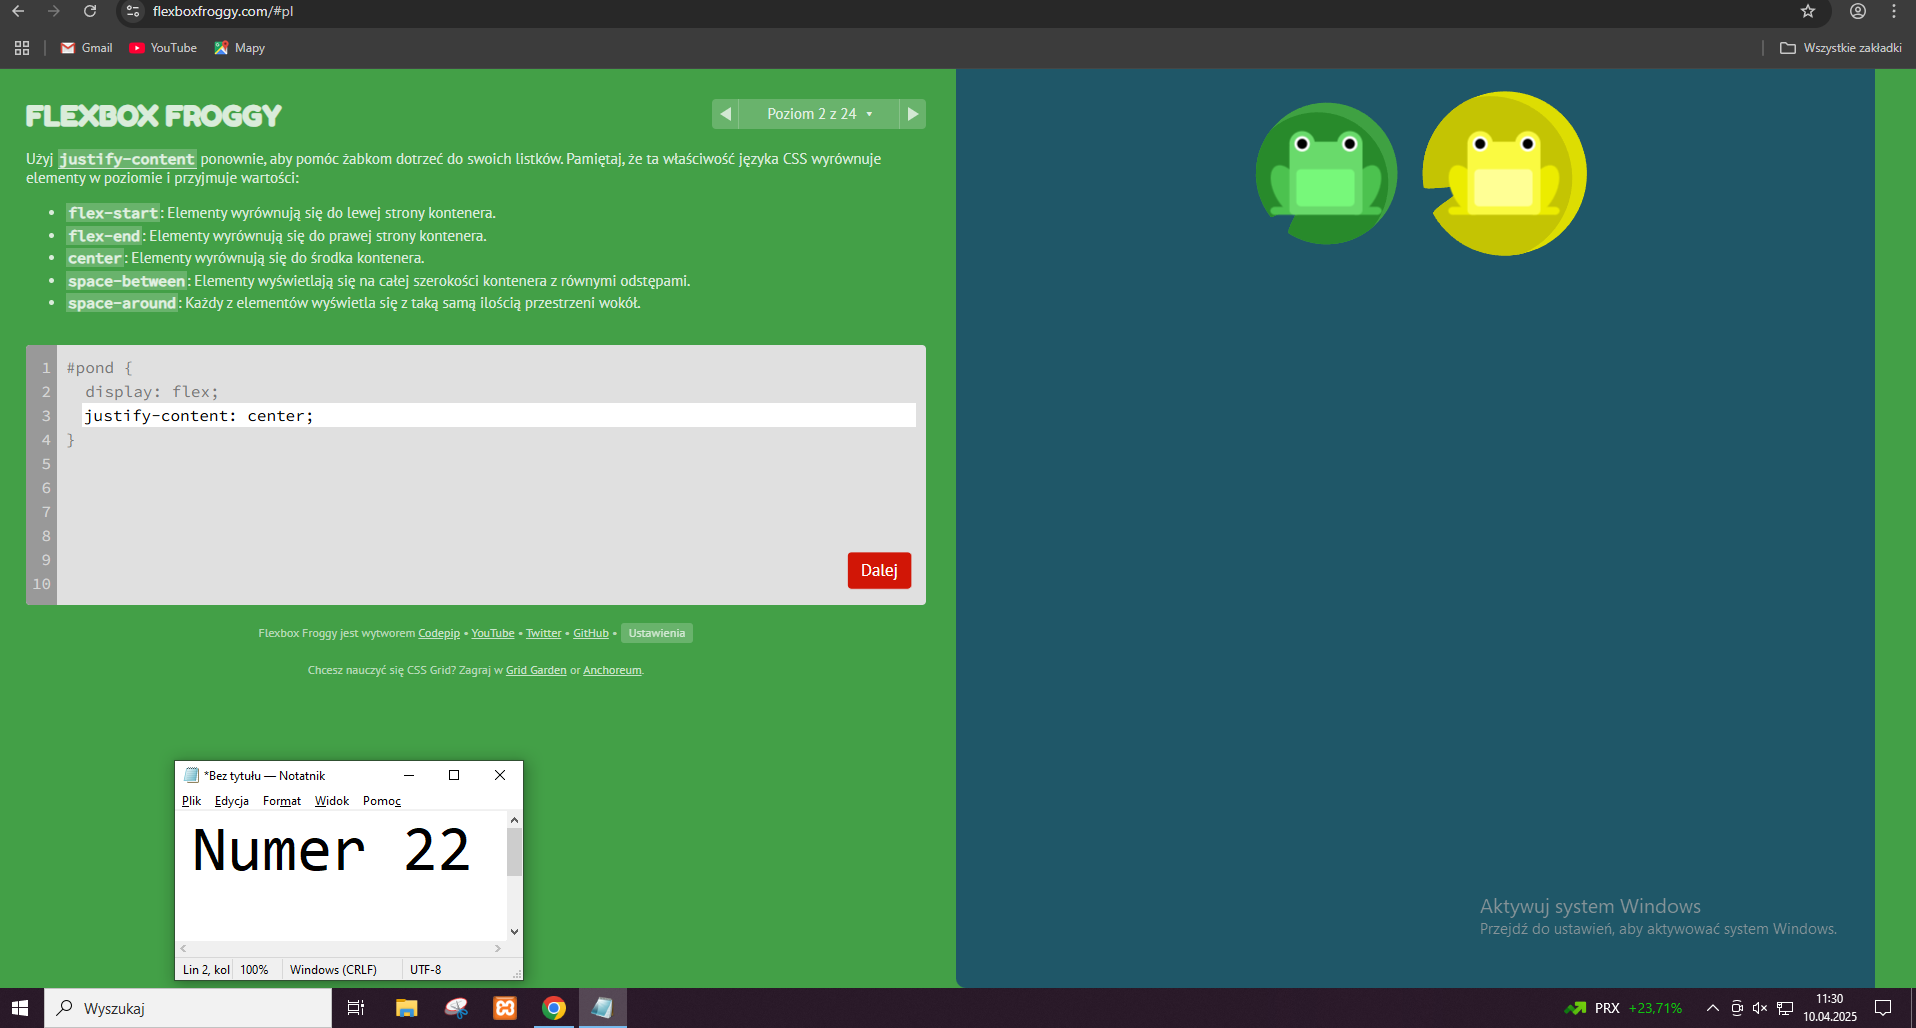 flexboxfroggy.com/#pl
Gmail YouTube Mapy Wszystkie zakładki
FLEXBOX FROGGY
Poziom 2 z 24 ▾
Użyj justify-content ponownie, aby pomóc żabkom dotrzeć do swoich listków. Pamiętaj, że ta właściwość języka CSS wyrównuje
elementy w poziomie i przyjmuje wartości:
• flex-start: Elementy wyrównują się do lewej strony kontenera.
• flex-end: Elementy wyrównują się do prawej strony kontenera.
• center: Elementy wyrównują się do środka kontenera.
• space-between: Elementy wyświetlają się na całej szerokości kontenera z równymi odstępami.
• space-around: Każdy z elementów wyświetla się z taką samą ilością przestrzeni wokół.
1 #pond {
2 display: flex;
3 justify-content: center;
4 }
5
6
7
8
9
10
Dalej
Flexbox Froggy jest wytworem Codepip • YouTube • Twitter • GitHub • Ustawienia
Chcesz nauczyć się CSS Grid? Zagraj w Grid Garden or Anchoreum.
*Bez tytułu — Notatnik
Plik Edycja Format Widok Pomoc
Numer 22
Lin 2, kol 100% Windows (CRLF) UTF-8
Aktywuj system Windows
Przejdź do ustawień, aby aktywować system Windows.
Wyszukaj
PRX +23,71%
11:30
10.04.2025